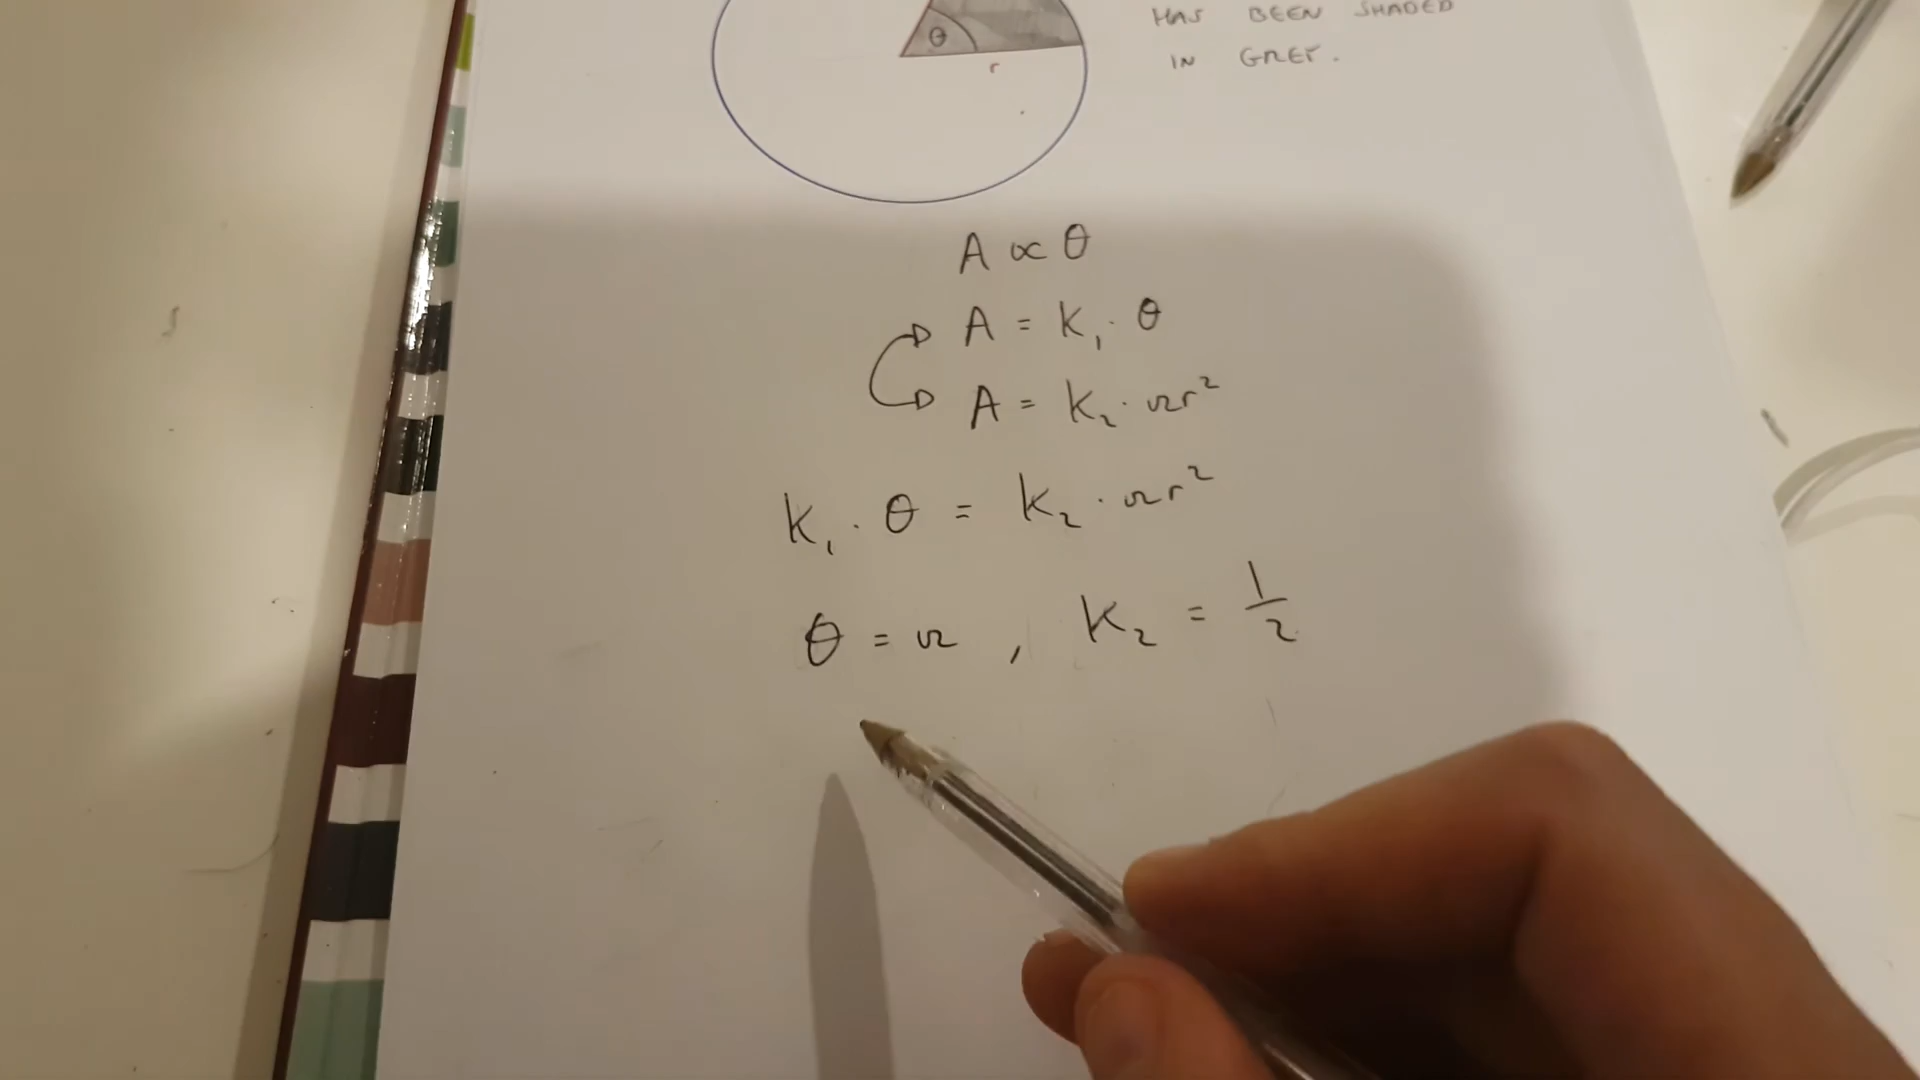 HAS BEEN SHADED
IN GREY.
θ
r
A ∝ θ
A = K₁ · θ
A = K₂ · πr²
K₁ · θ = K₂ · πr²
θ = π , K₂ = 1/2